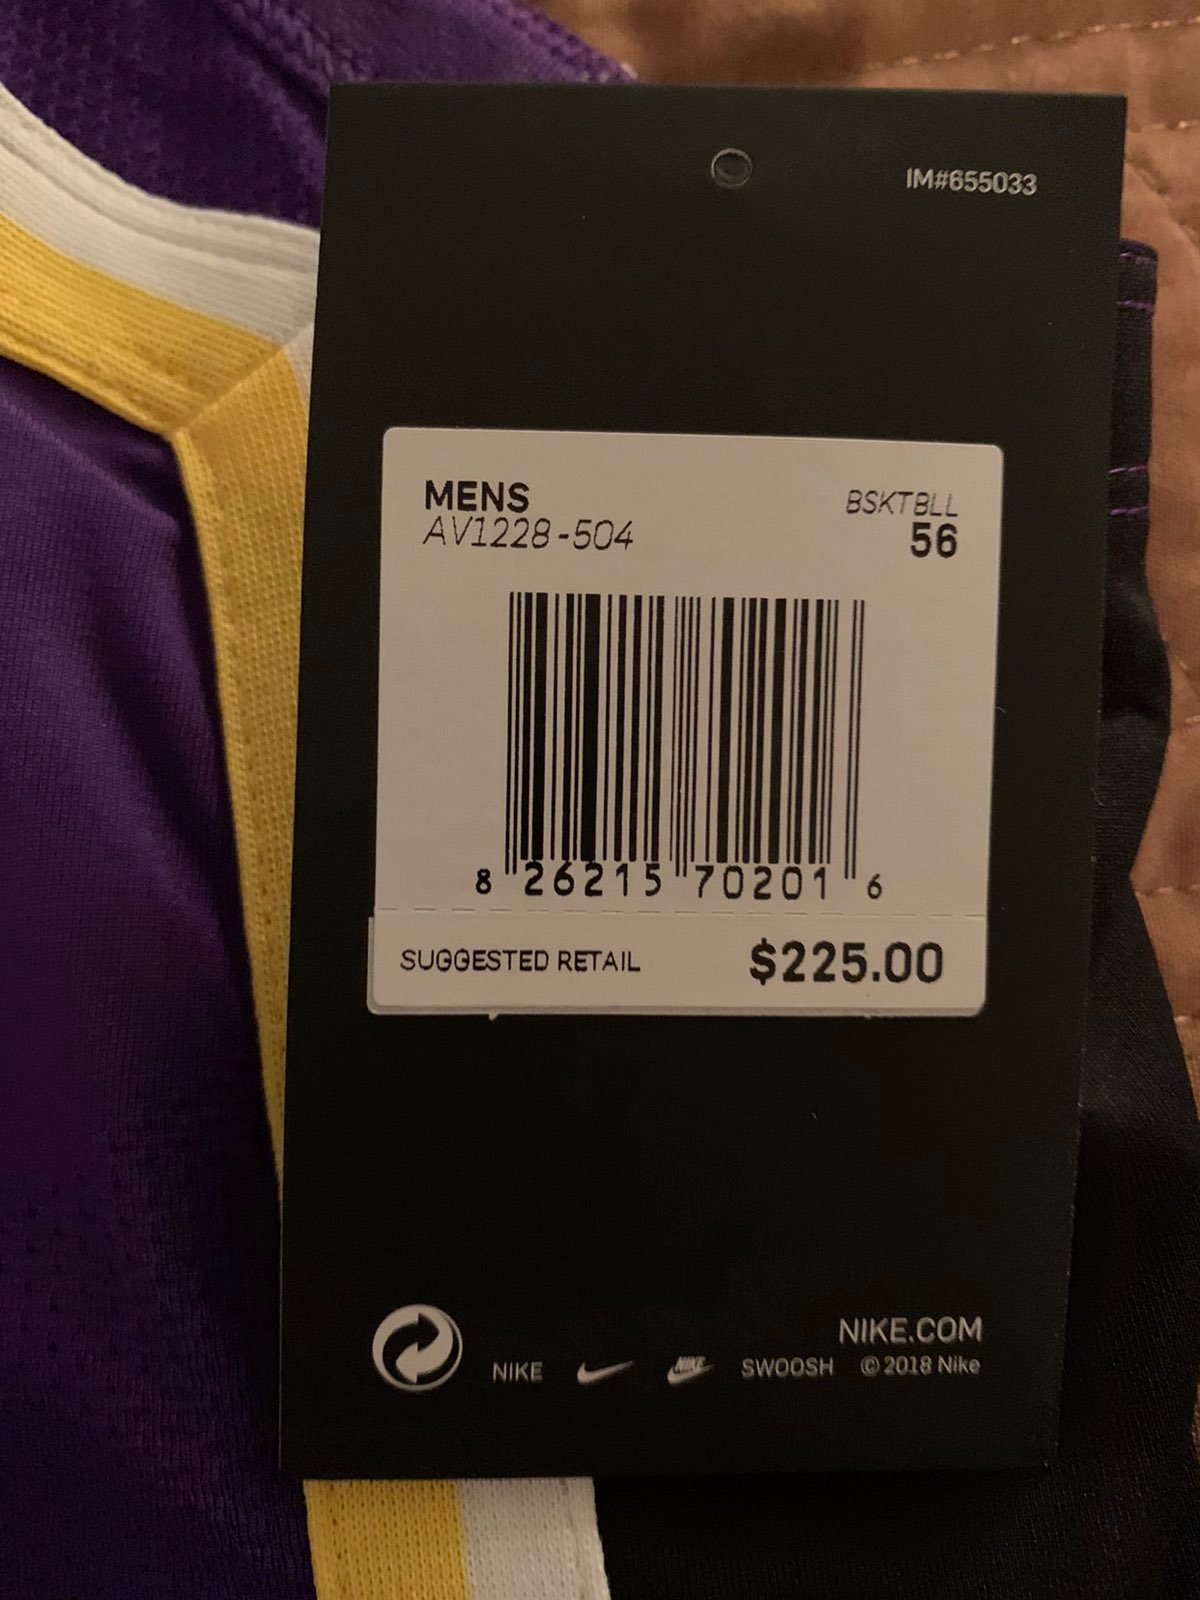 IM#655033
MENS
BSKTBLL
AV1228-504
56
8 26215 70201 6
SUGGESTED RETAIL $225.00
NIKE.COM
NIKE NIKE SWOOSH © 2018 Nike